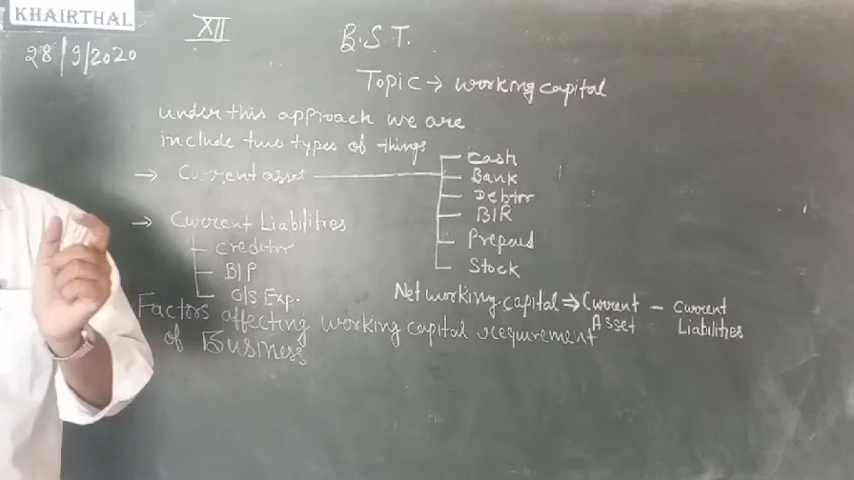 KHAIRTHAL
28/9/2020
XII
B.S.T.
Topic → working capital
under this approach we are
include two types of things
→ Current asset
Cash
Bank
Debtor
B/R
Prepaid
Stock
→ Current Liabilities
Creditor
B/P
O/S Exp.
Net working capital ⇒ Current Asset - Current Liabilities
Factors affecting working capital requirement
of Business